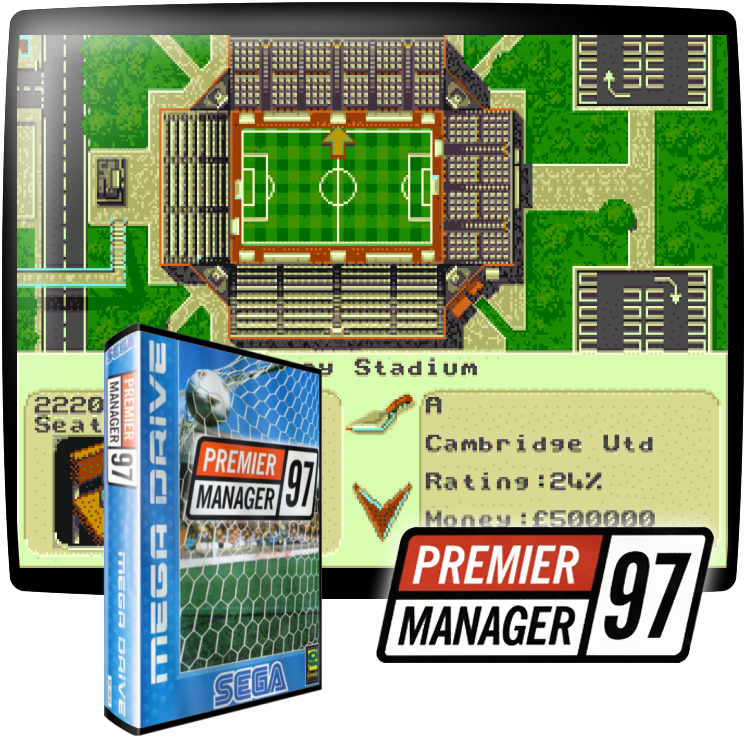 ey Stadium
2220
Seat
A
Cambridge Utd
Rating:24%
Money:£500000
SEGA
PREMIER
MANAGER
97
MEGA DRIVE
MEGA DRIVE
PREMIER
MANAGER
97
SEGA
PREMIER
MANAGER
97